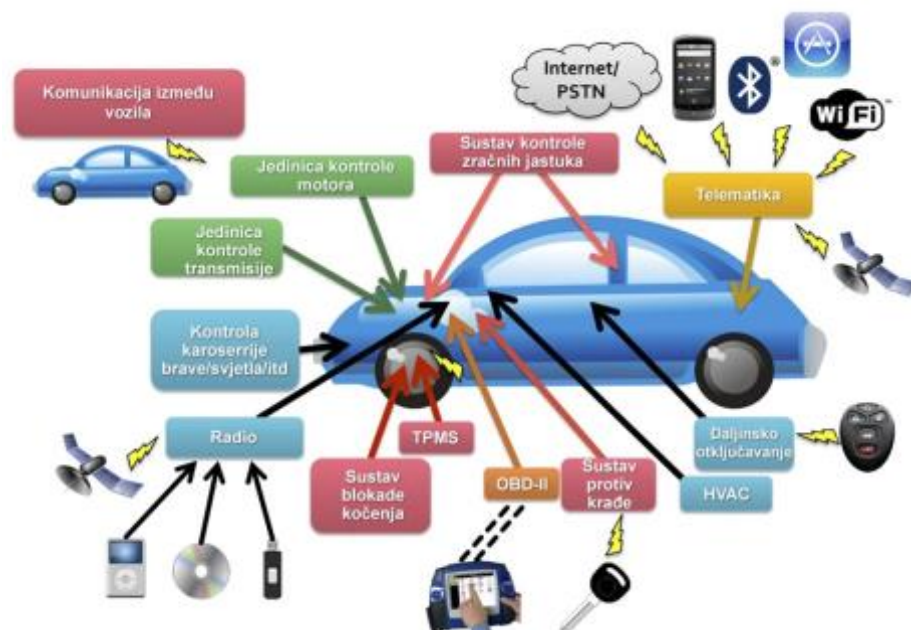 Komunikacija između
vozila
Internet/
PSTN
®
Wi Fi
Sustav kontrole
zračnih jastuka
Jedinica kontrole
motora
Telematika
Jedinica
kontrole
transmisije
Kontrola
karoserrije
brave/svjetla/itd
Radio
TPMS
Sustav
blokade
kočenja
OBD-II
Sustav
protiv
krađe
HVAC
Daljinsko
otključavanje